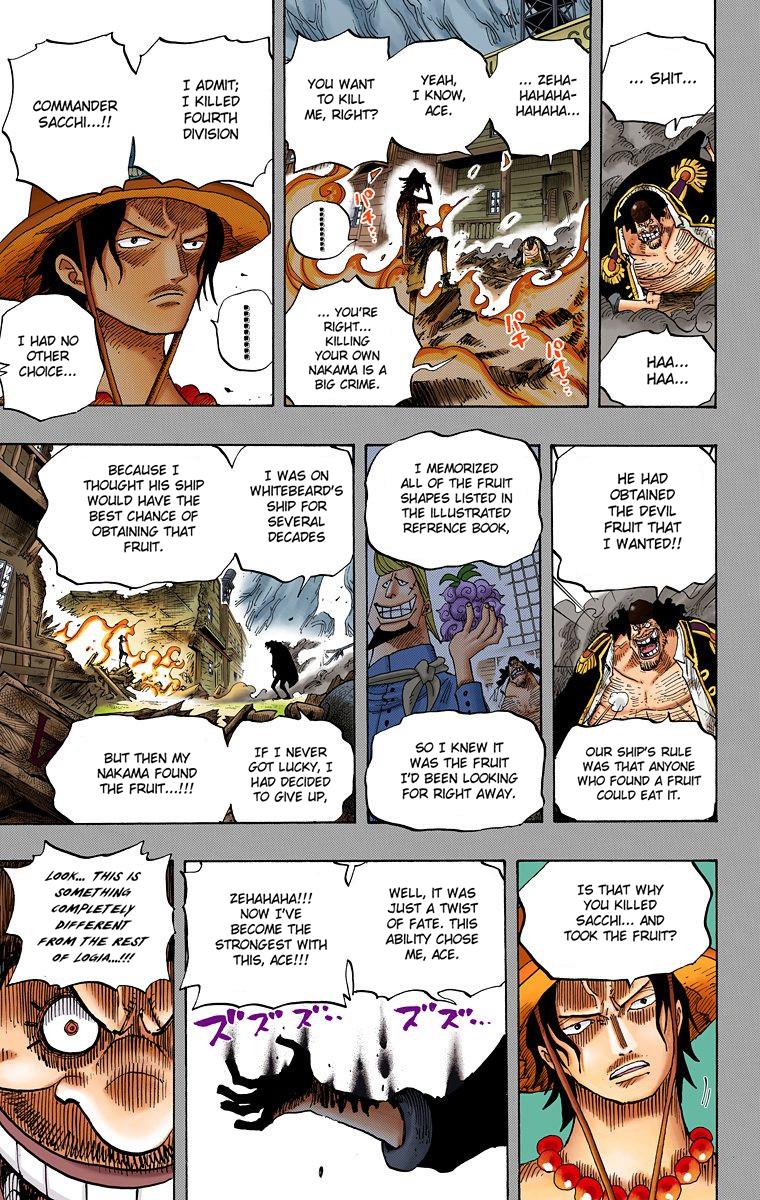 ... SHIT...
HAA...
HAA...
... ZEHA-
HAHAHA-
HAHAHA...
YEAH,
I KNOW,
ACE.
YOU WANT
TO KILL
ME, RIGHT?
パチ...
パチ
パチ...
... YOU'RE
RIGHT...
KILLING
YOUR OWN
NAKAMA IS A
BIG CRIME.
I ADMIT;
I KILLED
FOURTH
DIVISION
COMMANDER
SACCHI...!!
I HAD NO
OTHER
CHOICE...
HE HAD
OBTAINED
THE DEVIL
FRUIT THAT
I WANTED!!
OUR SHIP'S RULE
WAS THAT ANYONE
WHO FOUND A FRUIT
COULD EAT IT.
I MEMORIZED
ALL OF THE FRUIT
SHAPES LISTED IN
THE ILLUSTRATED
REFRENCE BOOK,
SO I KNEW IT
WAS THE FRUIT
I'D BEEN LOOKING
FOR RIGHT AWAY.
I WAS ON
WHITEBEARD'S
SHIP FOR
SEVERAL
DECADES
BECAUSE I
THOUGHT HIS SHIP
WOULD HAVE THE
BEST CHANCE OF
OBTAINING THAT
FRUIT.
IF I NEVER
GOT LUCKY, I
HAD DECIDED
TO GIVE UP,
BUT THEN MY
NAKAMA FOUND
THE FRUIT...!!!
IS THAT WHY
YOU KILLED
SACCHI... AND
TOOK THE FRUIT?
WELL, IT WAS
JUST A TWIST
OF FATE. THIS
ABILITY CHOSE
ME, ACE.
ZEHAHAHA!!!
NOW I'VE
BECOME THE
STRONGEST WITH
THIS, ACE!!!
ズズ...
ズズズ...
LOOK... THIS IS
SOMETHING
COMPLETELY
DIFFERENT
FROM THE REST
OF LOGIA...!!!